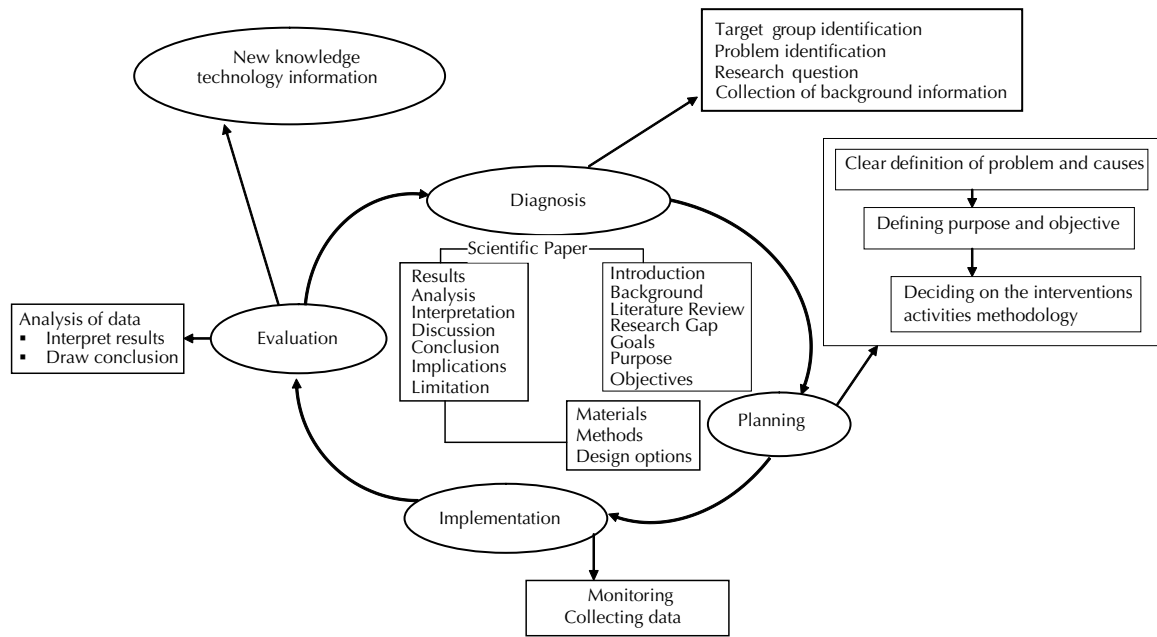 New knowledge
technology information
Target group identification
Problem identification
Research question
Collection of background information
Clear definition of problem and causes
Defining purpose and objective
Deciding on the interventions
activities methodology
Diagnosis
Scientific Paper
Results
Analysis
Interpretation
Discussion
Conclusion
Implications
Limitation
Introduction
Background
Literature Review
Research Gap
Goals
Purpose
Objectives
Materials
Methods
Design options
Evaluation
Analysis of data
▪ Interpret results
▪ Draw conclusion
Planning
Implementation
Monitoring
Collecting data